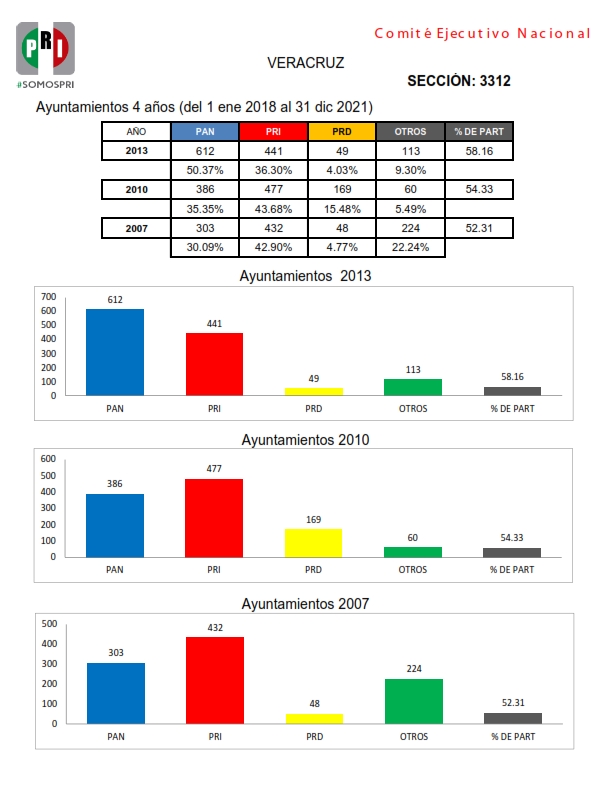 Comité Ejecutivo Nacional
PRI
#SOMOSPRI
VERACRUZ
SECCIÓN: 3312
Ayuntamientos 4 años (del 1 ene 2018 al 31 dic 2021)
AÑO PAN PRI PRD OTROS % DE PART
2013 612 441 49 113 58.16
50.37% 36.30% 4.03% 9.30%
2010 386 477 169 60 54.33
35.35% 43.68% 15.48% 5.49%
2007 303 432 48 224 52.31
30.09% 42.90% 4.77% 22.24%
Ayuntamientos 2013
700
600
500
400
300
200
100
0
612
441
49
113
58.16
PAN PRI PRD OTROS % DE PART
Ayuntamientos 2010
600
500
400
300
200
100
0
386
477
169
60
54.33
PAN PRI PRD OTROS % DE PART
Ayuntamientos 2007
500
400
300
200
100
0
303
432
48
224
52.31
PAN PRI PRD OTROS % DE PART